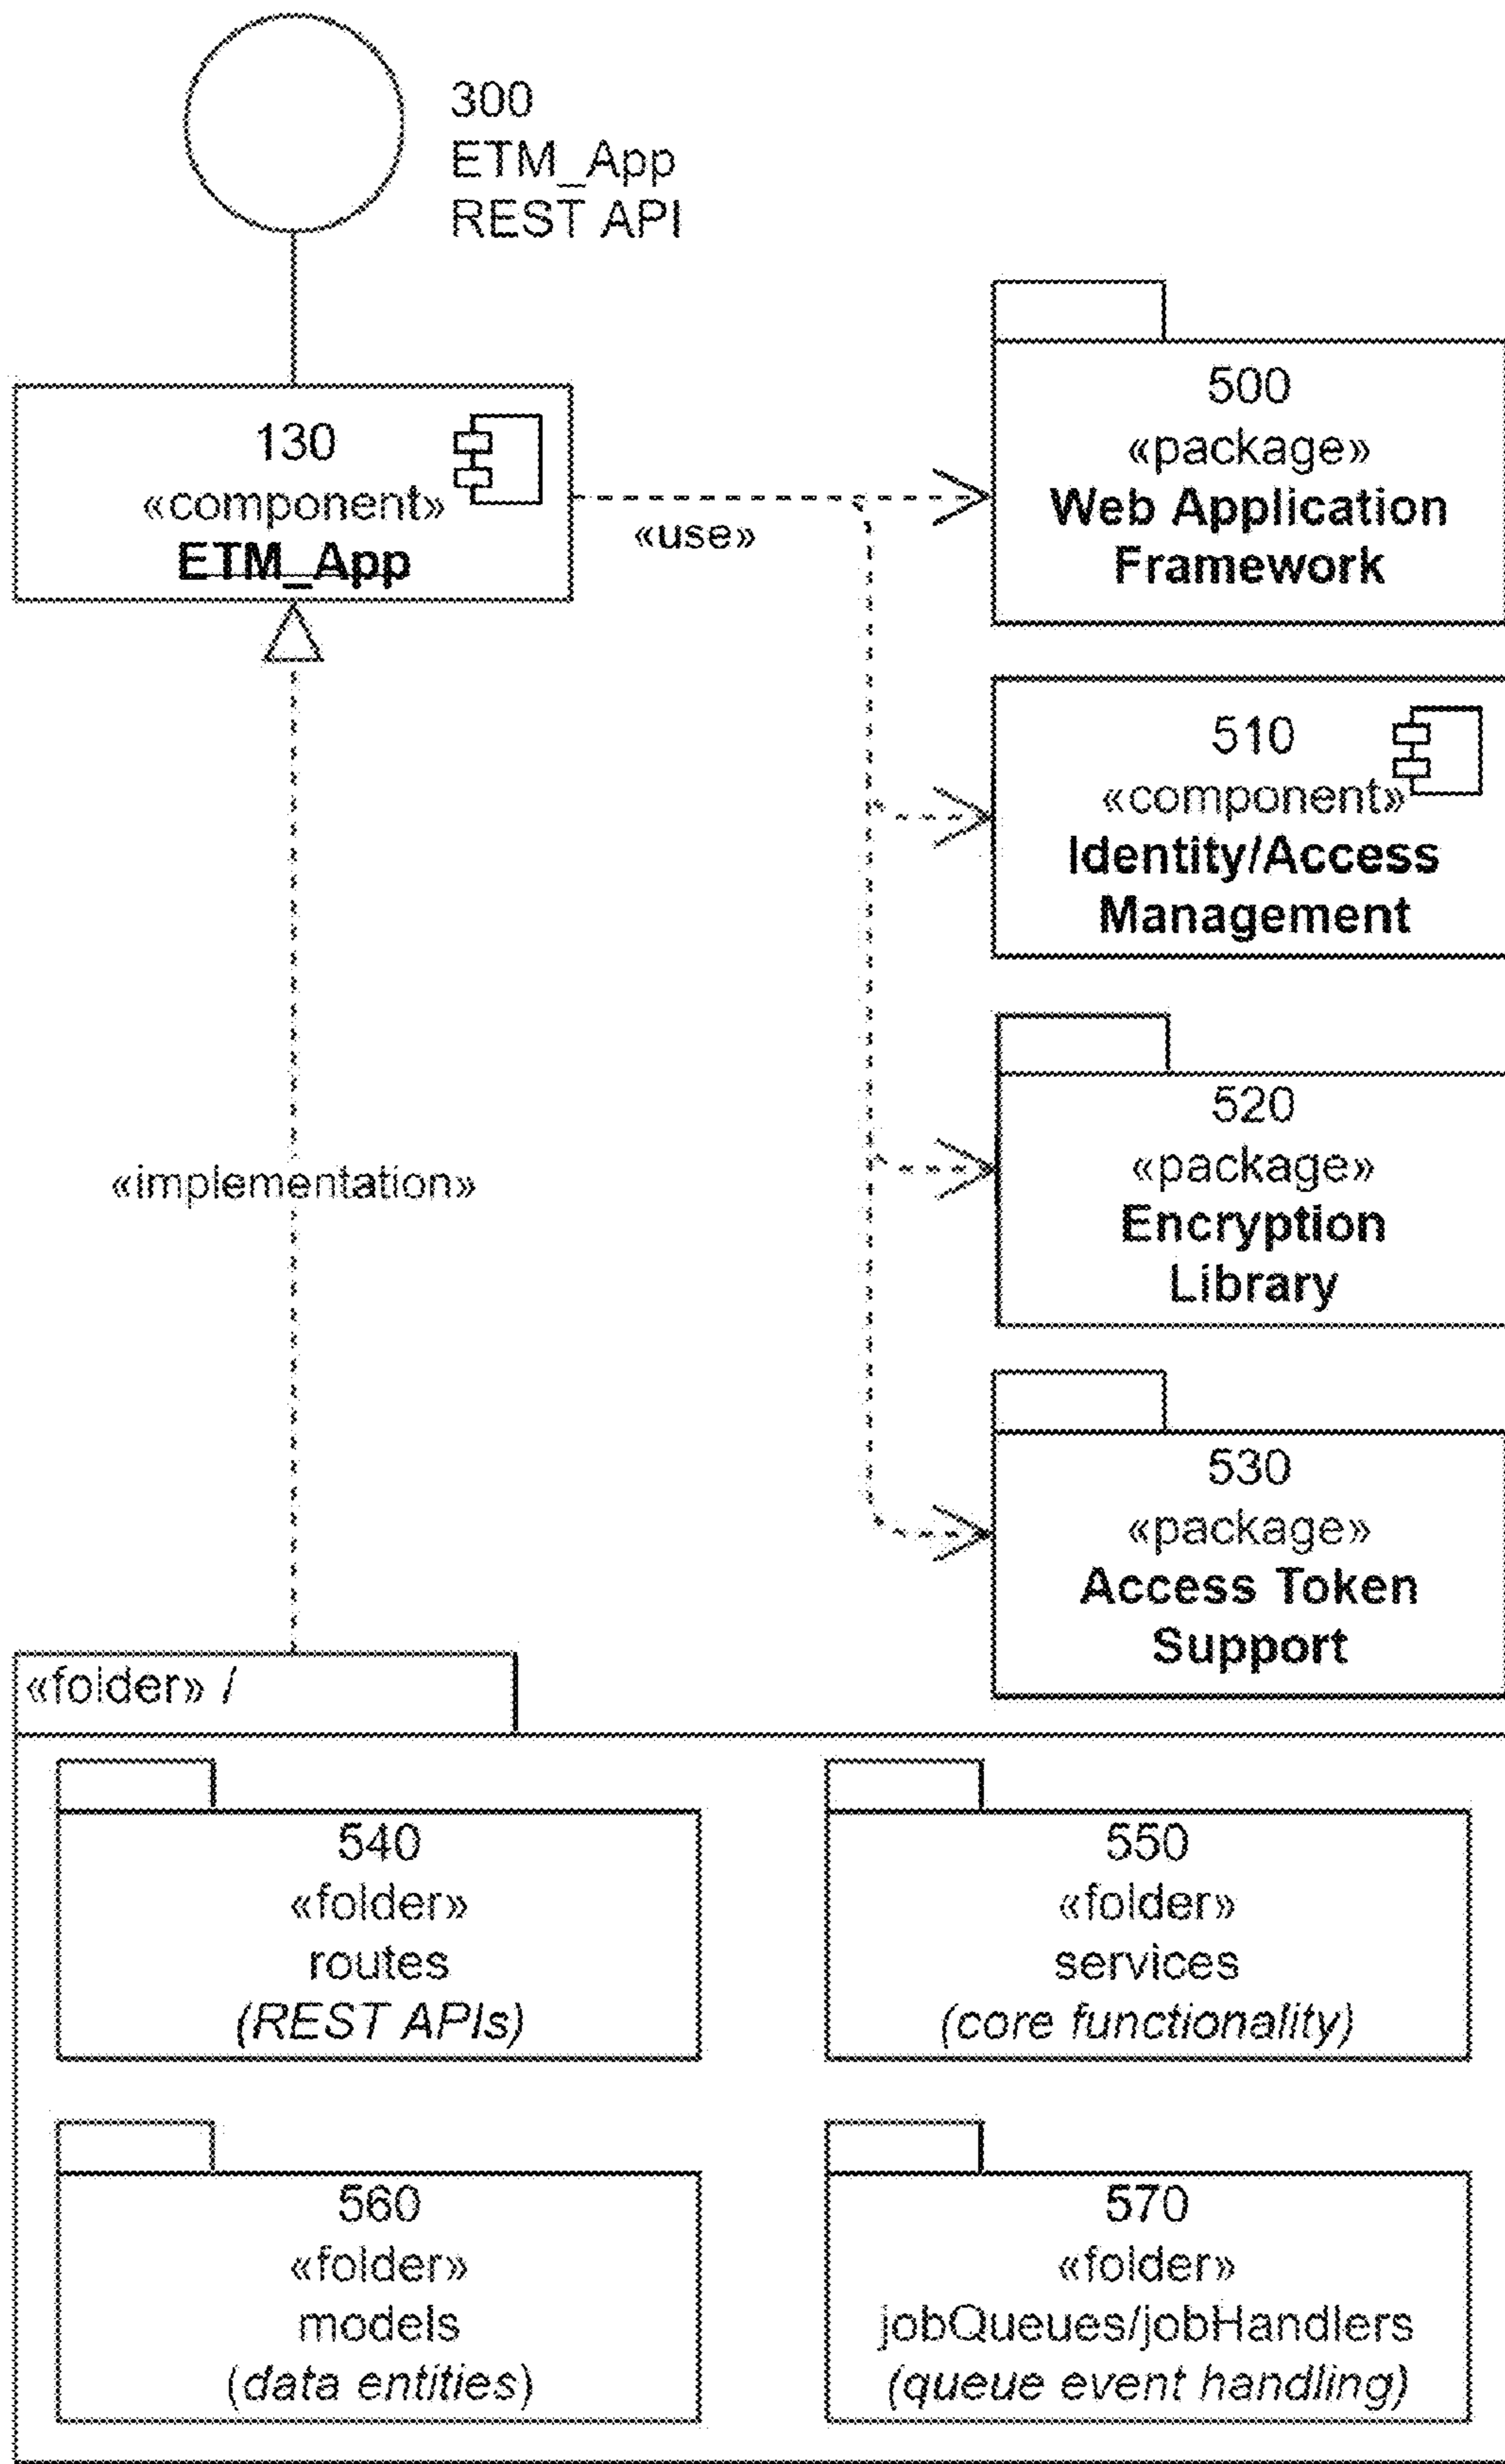 300
ETM_App
REST API
130
«component»
ETM_App
«use»
500
«package»
Web Application
Framework
510
«component»
Identity/Access
Management
520
«package»
Encryption
Library
530
«package»
Access Token
Support
«implementation»
«folder» /
540
«folder»
routes
(REST APIs)
550
«folder»
services
(core functionality)
560
«folder»
models
(data entities)
570
«folder»
jobQueues/jobHandlers
(queue event handling)